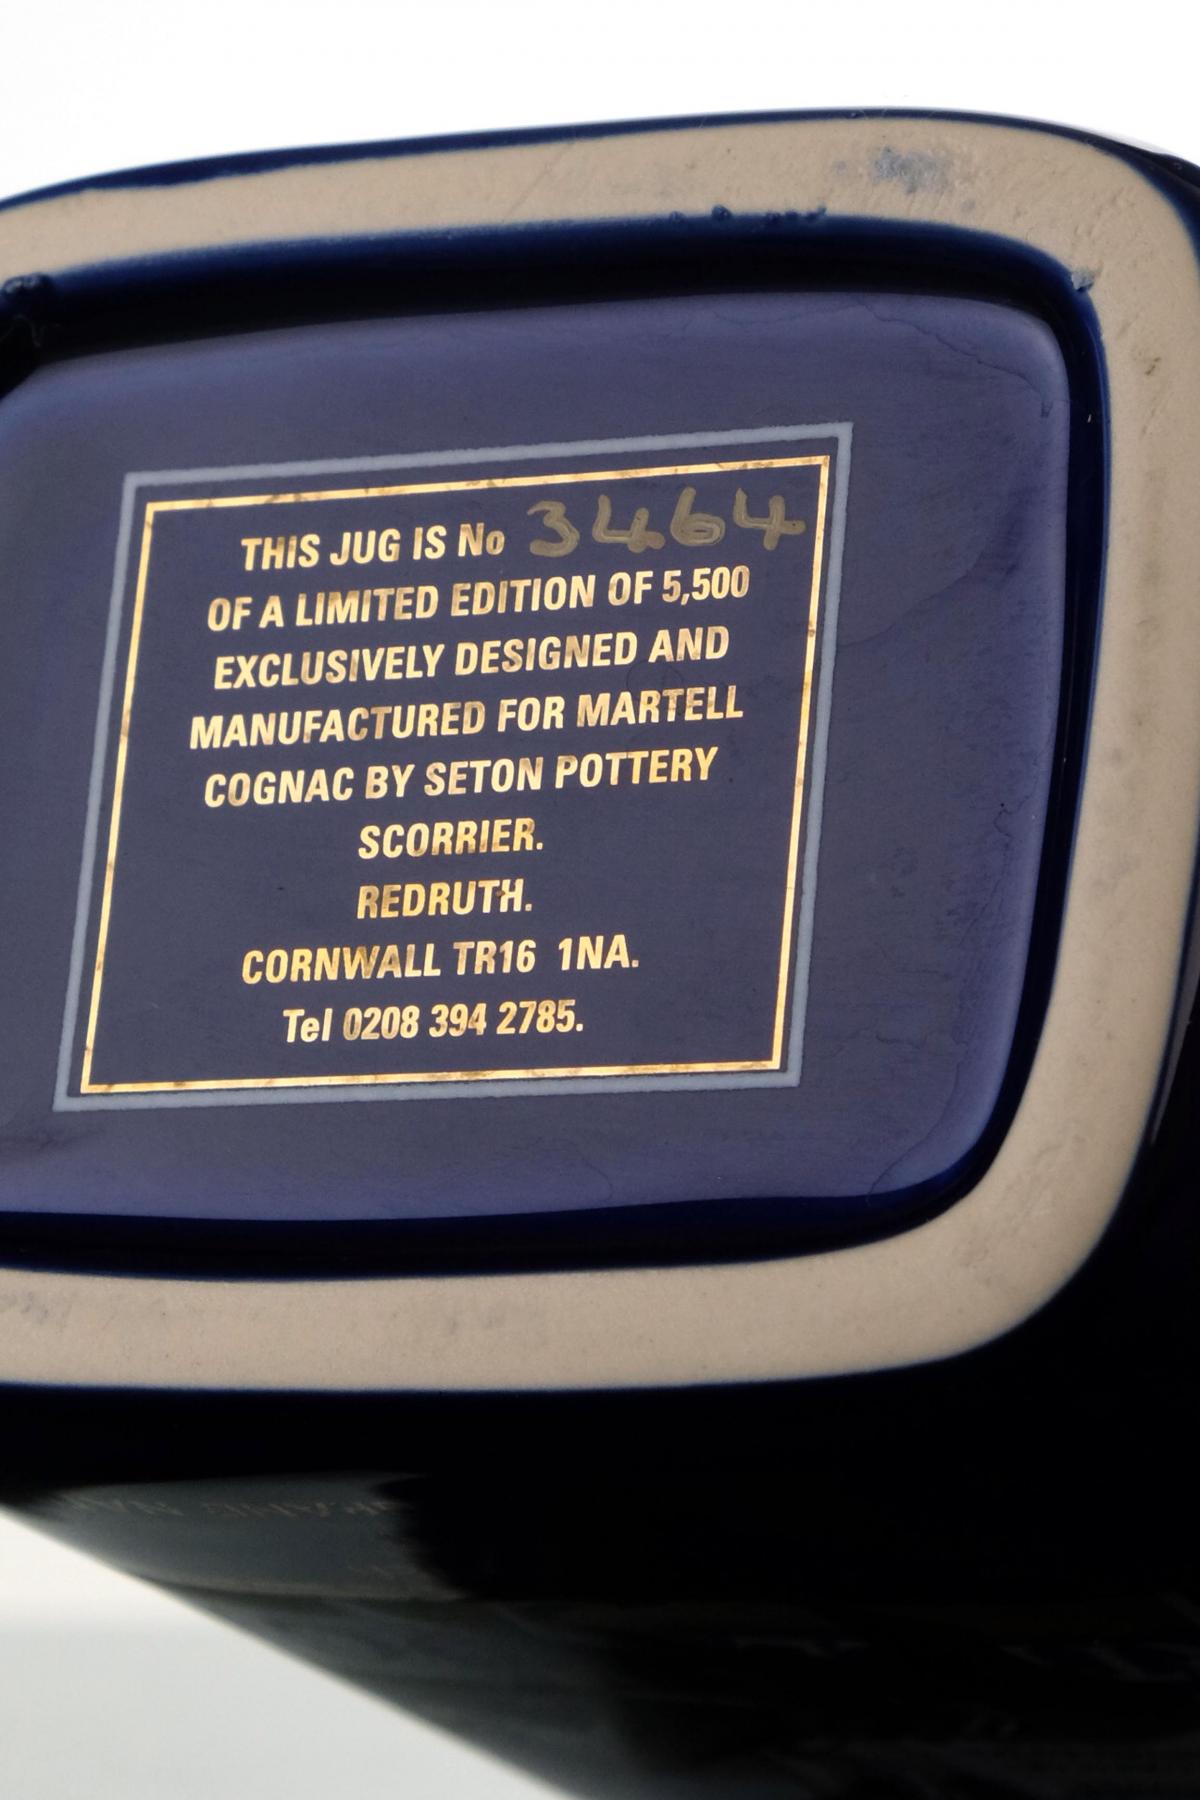 THIS JUG IS No 3464
OF A LIMITED EDITION OF 5,500
EXCLUSIVELY DESIGNED AND
MANUFACTURED FOR MARTELL
COGNAC BY SETON POTTERY
SCORRIER.
REDRUTH.
CORNWALL TR16 1NA.
Tel 0208 394 2785.